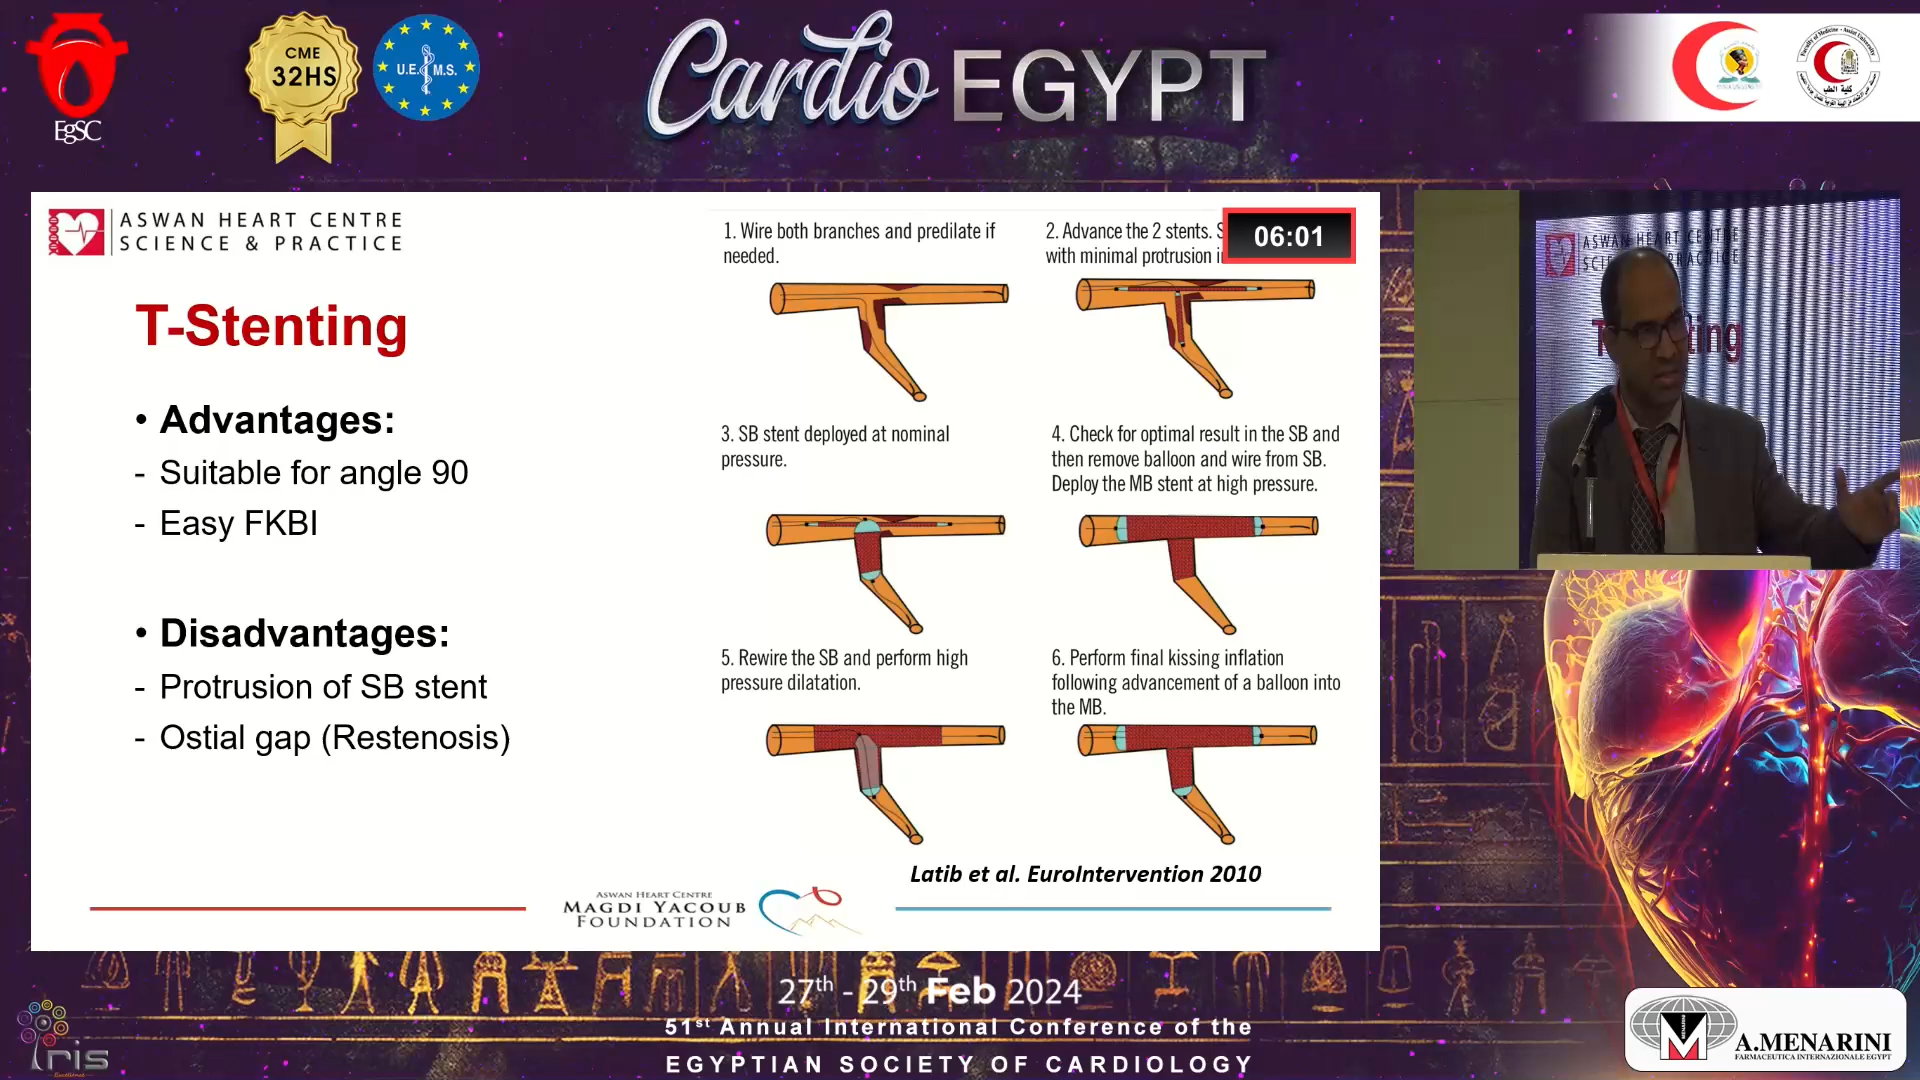 EgSC
CME
32HS
U.E.M.S.
Cardio EGYPT
كلية الطب
ASWAN HEART CENTRE
SCIENCE & PRACTICE
T-Stenting
• Advantages:
- Suitable for angle 90
- Easy FKBI
• Disadvantages:
- Protrusion of SB stent
- Ostial gap (Restenosis)
1. Wire both branches and predilate if
needed.
2. Advance the 2 stents. S
with minimal protrusion i
06:01
3. SB stent deployed at nominal
pressure.
4. Check for optimal result in the SB and
then remove balloon and wire from SB.
Deploy the MB stent at high pressure.
5. Rewire the SB and perform high
pressure dilatation.
6. Perform final kissing inflation
following advancement of a balloon into
the MB.
Latib et al. EuroIntervention 2010
ASWAN HEART CENTRE
MAGDI YACOUB
FOUNDATION
ASWAN HEART CENTRE
27th - 29th Feb 2024
51st Annual International Conference of the
EGYPTIAN SOCIETY OF CARDIOLOGY
Iris
A.MENARINI
FARMACEUTICA INTERNAZIONALE EGYPT